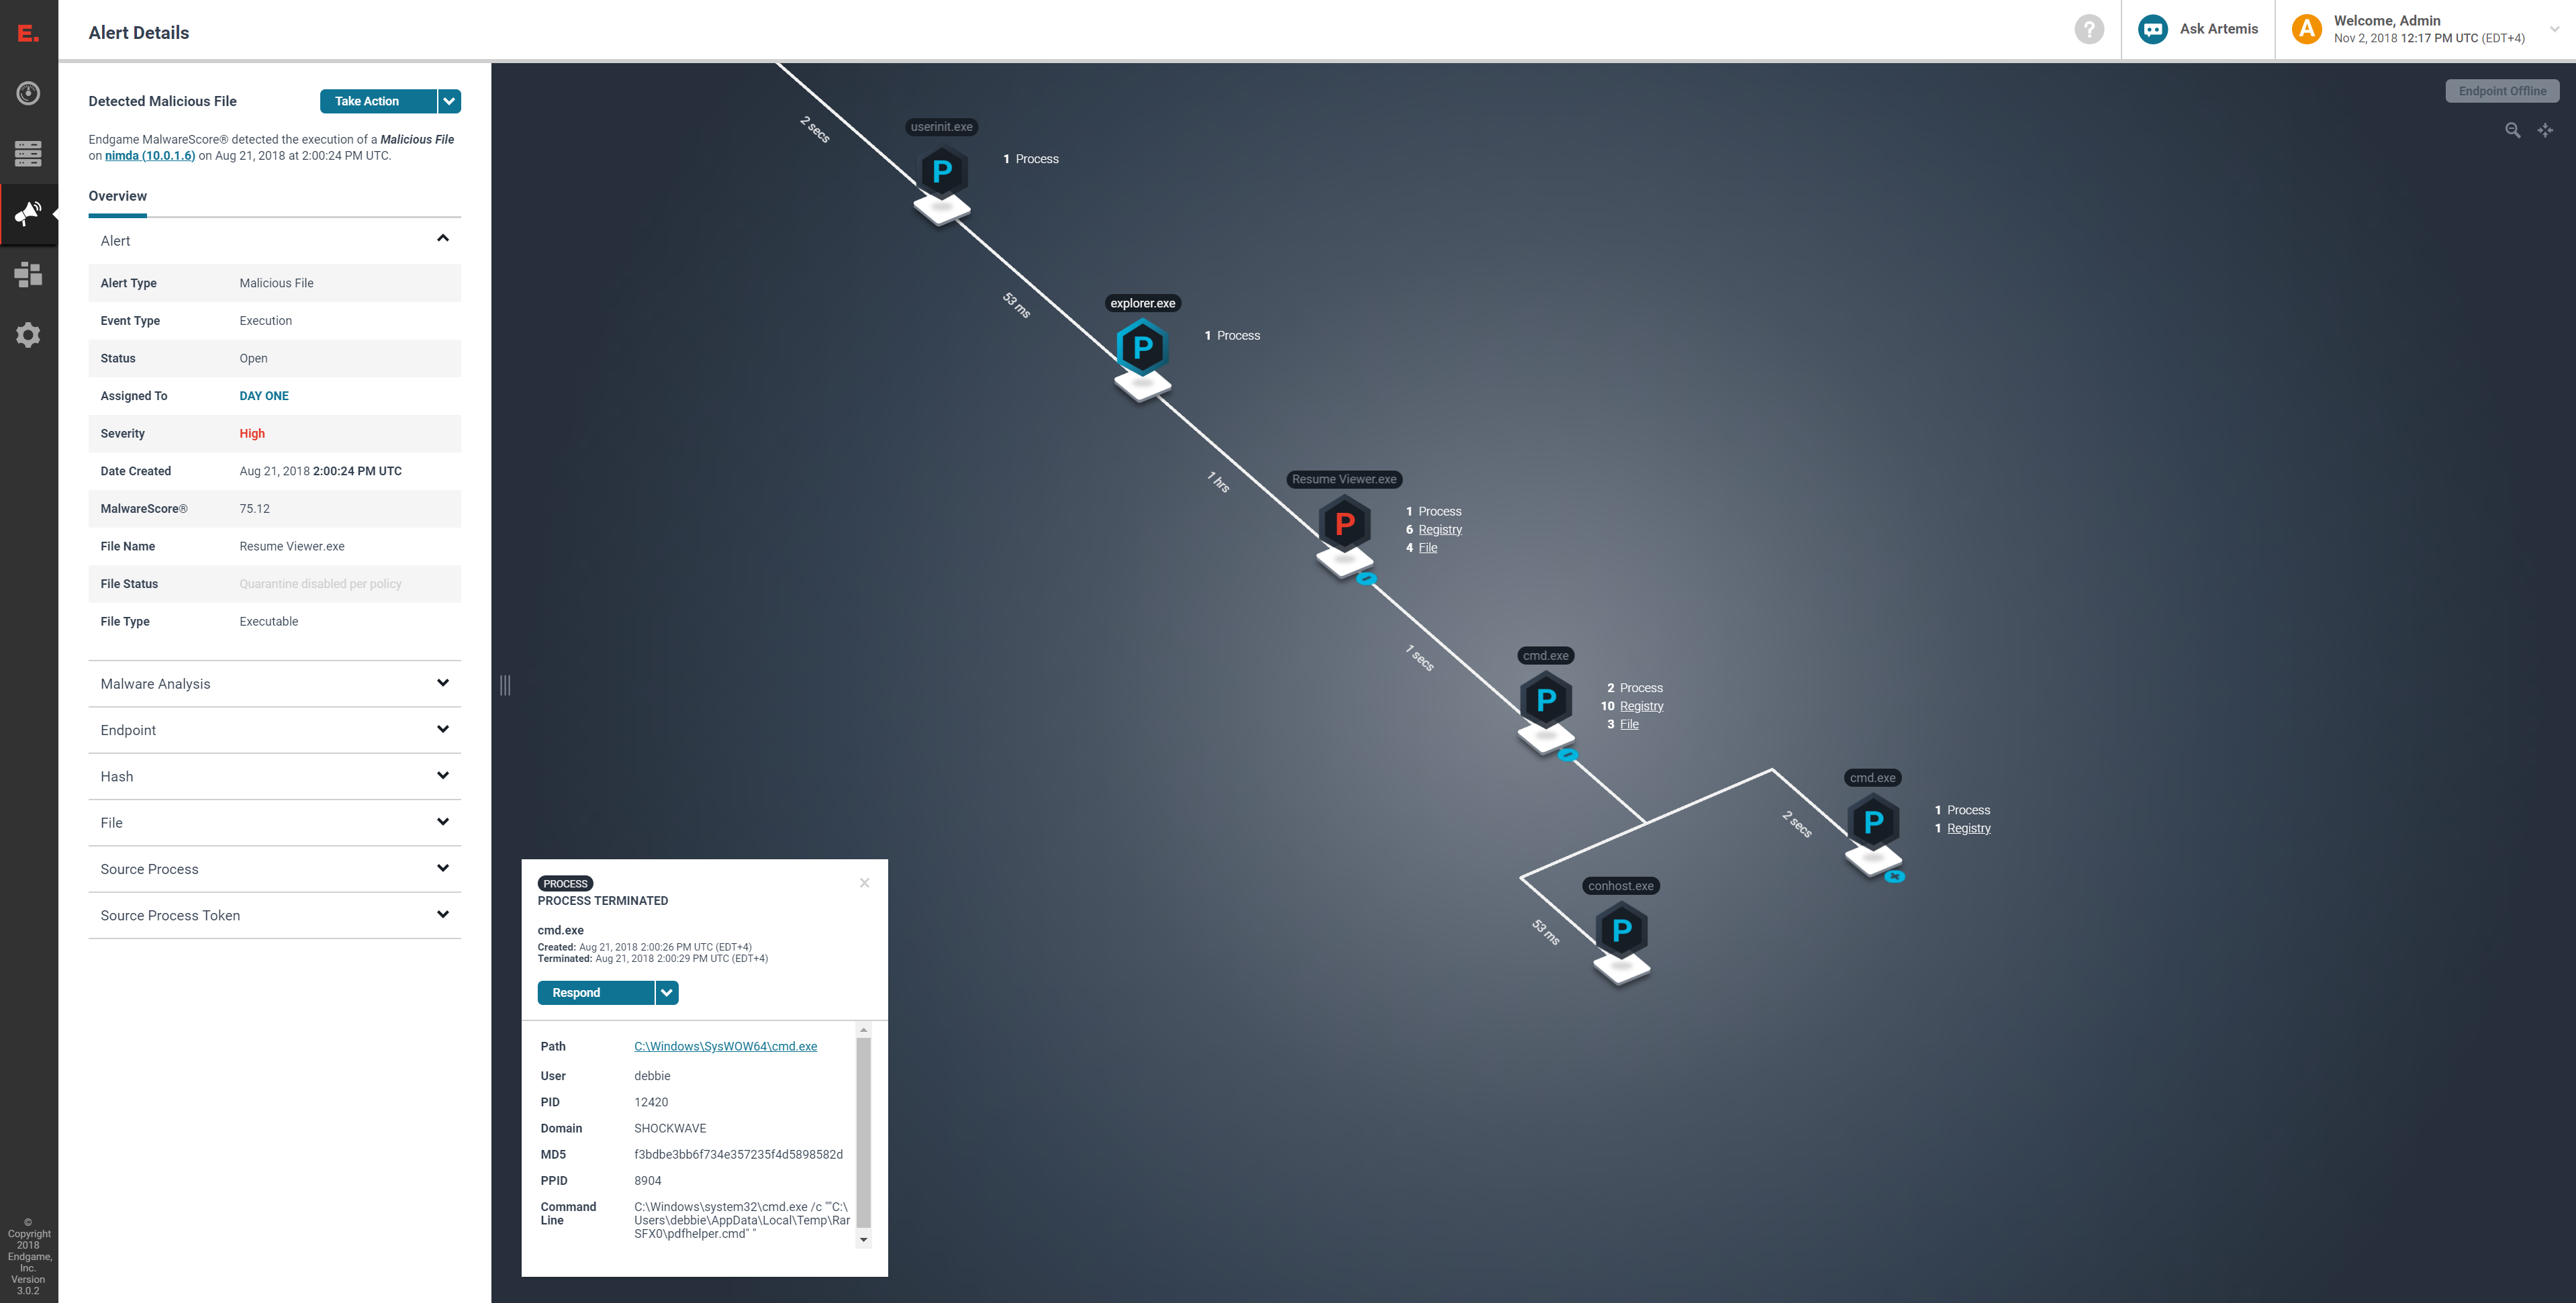 E.
Alert Details
?
Ask Artemis
A
Welcome, Admin
Nov 2, 2018 12:17 PM UTC (EDT+4)
Detected Malicious File
Take Action
Endgame MalwareScore® detected the execution of a Malicious File
on nimda (10.0.1.6) on Aug 21, 2018 at 2:00:24 PM UTC.
Overview
Alert
Alert Type Malicious File
Event Type Execution
Status Open
Assigned To DAY ONE
Severity High
Date Created Aug 21, 2018 2:00:24 PM UTC
MalwareScore® 75.12
File Name Resume Viewer.exe
File Status Quarantine disabled per policy
File Type Executable
Malware Analysis
Endpoint
Hash
File
Source Process
Source Process Token
©
Copyright
2018
Endgame,
Inc.
Version
3.0.2
Endpoint Offline
2 secs
userinit.exe
P
1 Process
53 ms
explorer.exe
P
1 Process
1 hrs
Resume Viewer.exe
P
1 Process
6 Registry
4 File
1 secs
cmd.exe
P
2 Process
10 Registry
3 File
2 secs
cmd.exe
P
1 Process
1 Registry
53 ms
conhost.exe
P
PROCESS
PROCESS TERMINATED
cmd.exe
Created: Aug 21, 2018 2:00:26 PM UTC (EDT+4)
Terminated: Aug 21, 2018 2:00:29 PM UTC (EDT+4)
Respond
Path C:\Windows\SysWOW64\cmd.exe
User debbie
PID 12420
Domain SHOCKWAVE
MD5 f3bdbe3bb6f734e357235f4d5898582d
PPID 8904
Command C:\Windows\system32\cmd.exe /c ""C:\
Line Users\debbie\AppData\Local\Temp\Rar
SFX0\pdfhelper.cmd" "